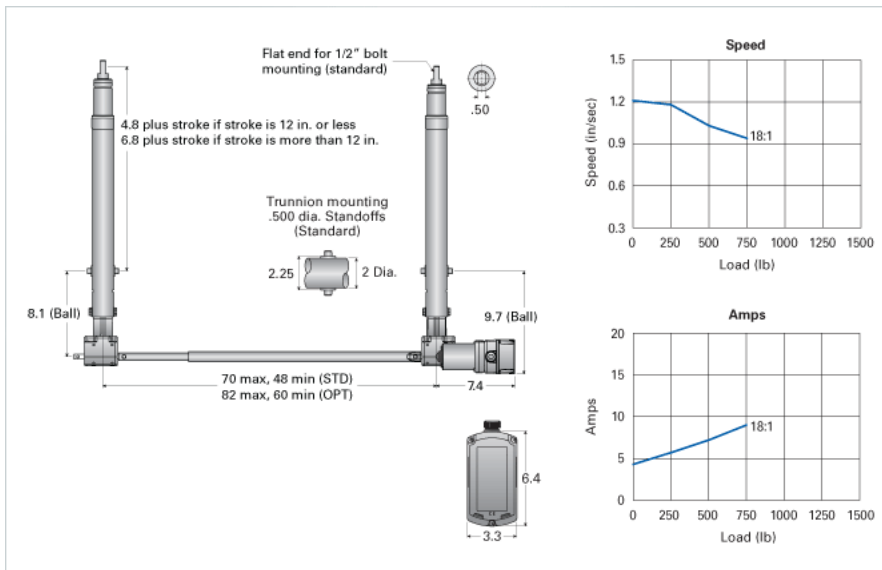 Flat end for 1/2" bolt
mounting (standard)
.50
4.8 plus stroke if stroke is 12 in. or less
6.8 plus stroke if stroke is more than 12 in.
Trunnion mounting
.500 dia. Standoffs
(Standard)
2.25
2 Dia.
8.1 (Ball)
9.7 (Ball)
70 max, 48 min (STD)
82 max, 60 min (OPT)
7.4
6.4
3.3
Speed
Speed (in/sec)
1.5
1.2
0.9
0.6
0.3
18:1
0 250 500 750 1000 1250 1500
Load (lb)
Amps
Amps
20
15
10
5
0
18:1
0 250 500 750 1000 1250 1500
Load (lb)